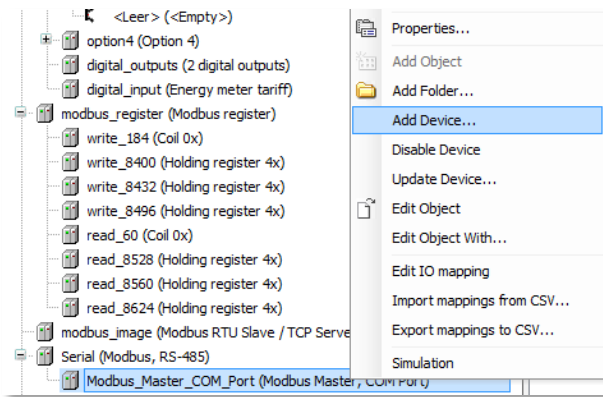 <Leer> (<Empty>)
option4 (Option 4)
digital_outputs (2 digital outputs)
digital_input (Energy meter tariff)
modbus_register (Modbus register)
write_184 (Coil 0x)
write_8400 (Holding register 4x)
write_8432 (Holding register 4x)
write_8496 (Holding register 4x)
read_60 (Coil 0x)
read_8528 (Holding register 4x)
read_8560 (Holding register 4x)
read_8624 (Holding register 4x)
modbus_image (Modbus RTU Slave / TCP Serve
Serial (Modbus, RS-485)
Modbus_Master_COM_Port (Modbus Master, COM Port)
Properties...
Add Object
Add Folder...
Add Device...
Disable Device
Update Device...
Edit Object
Edit Object With...
Edit IO mapping
Import mappings from CSV...
Export mappings to CSV...
Simulation